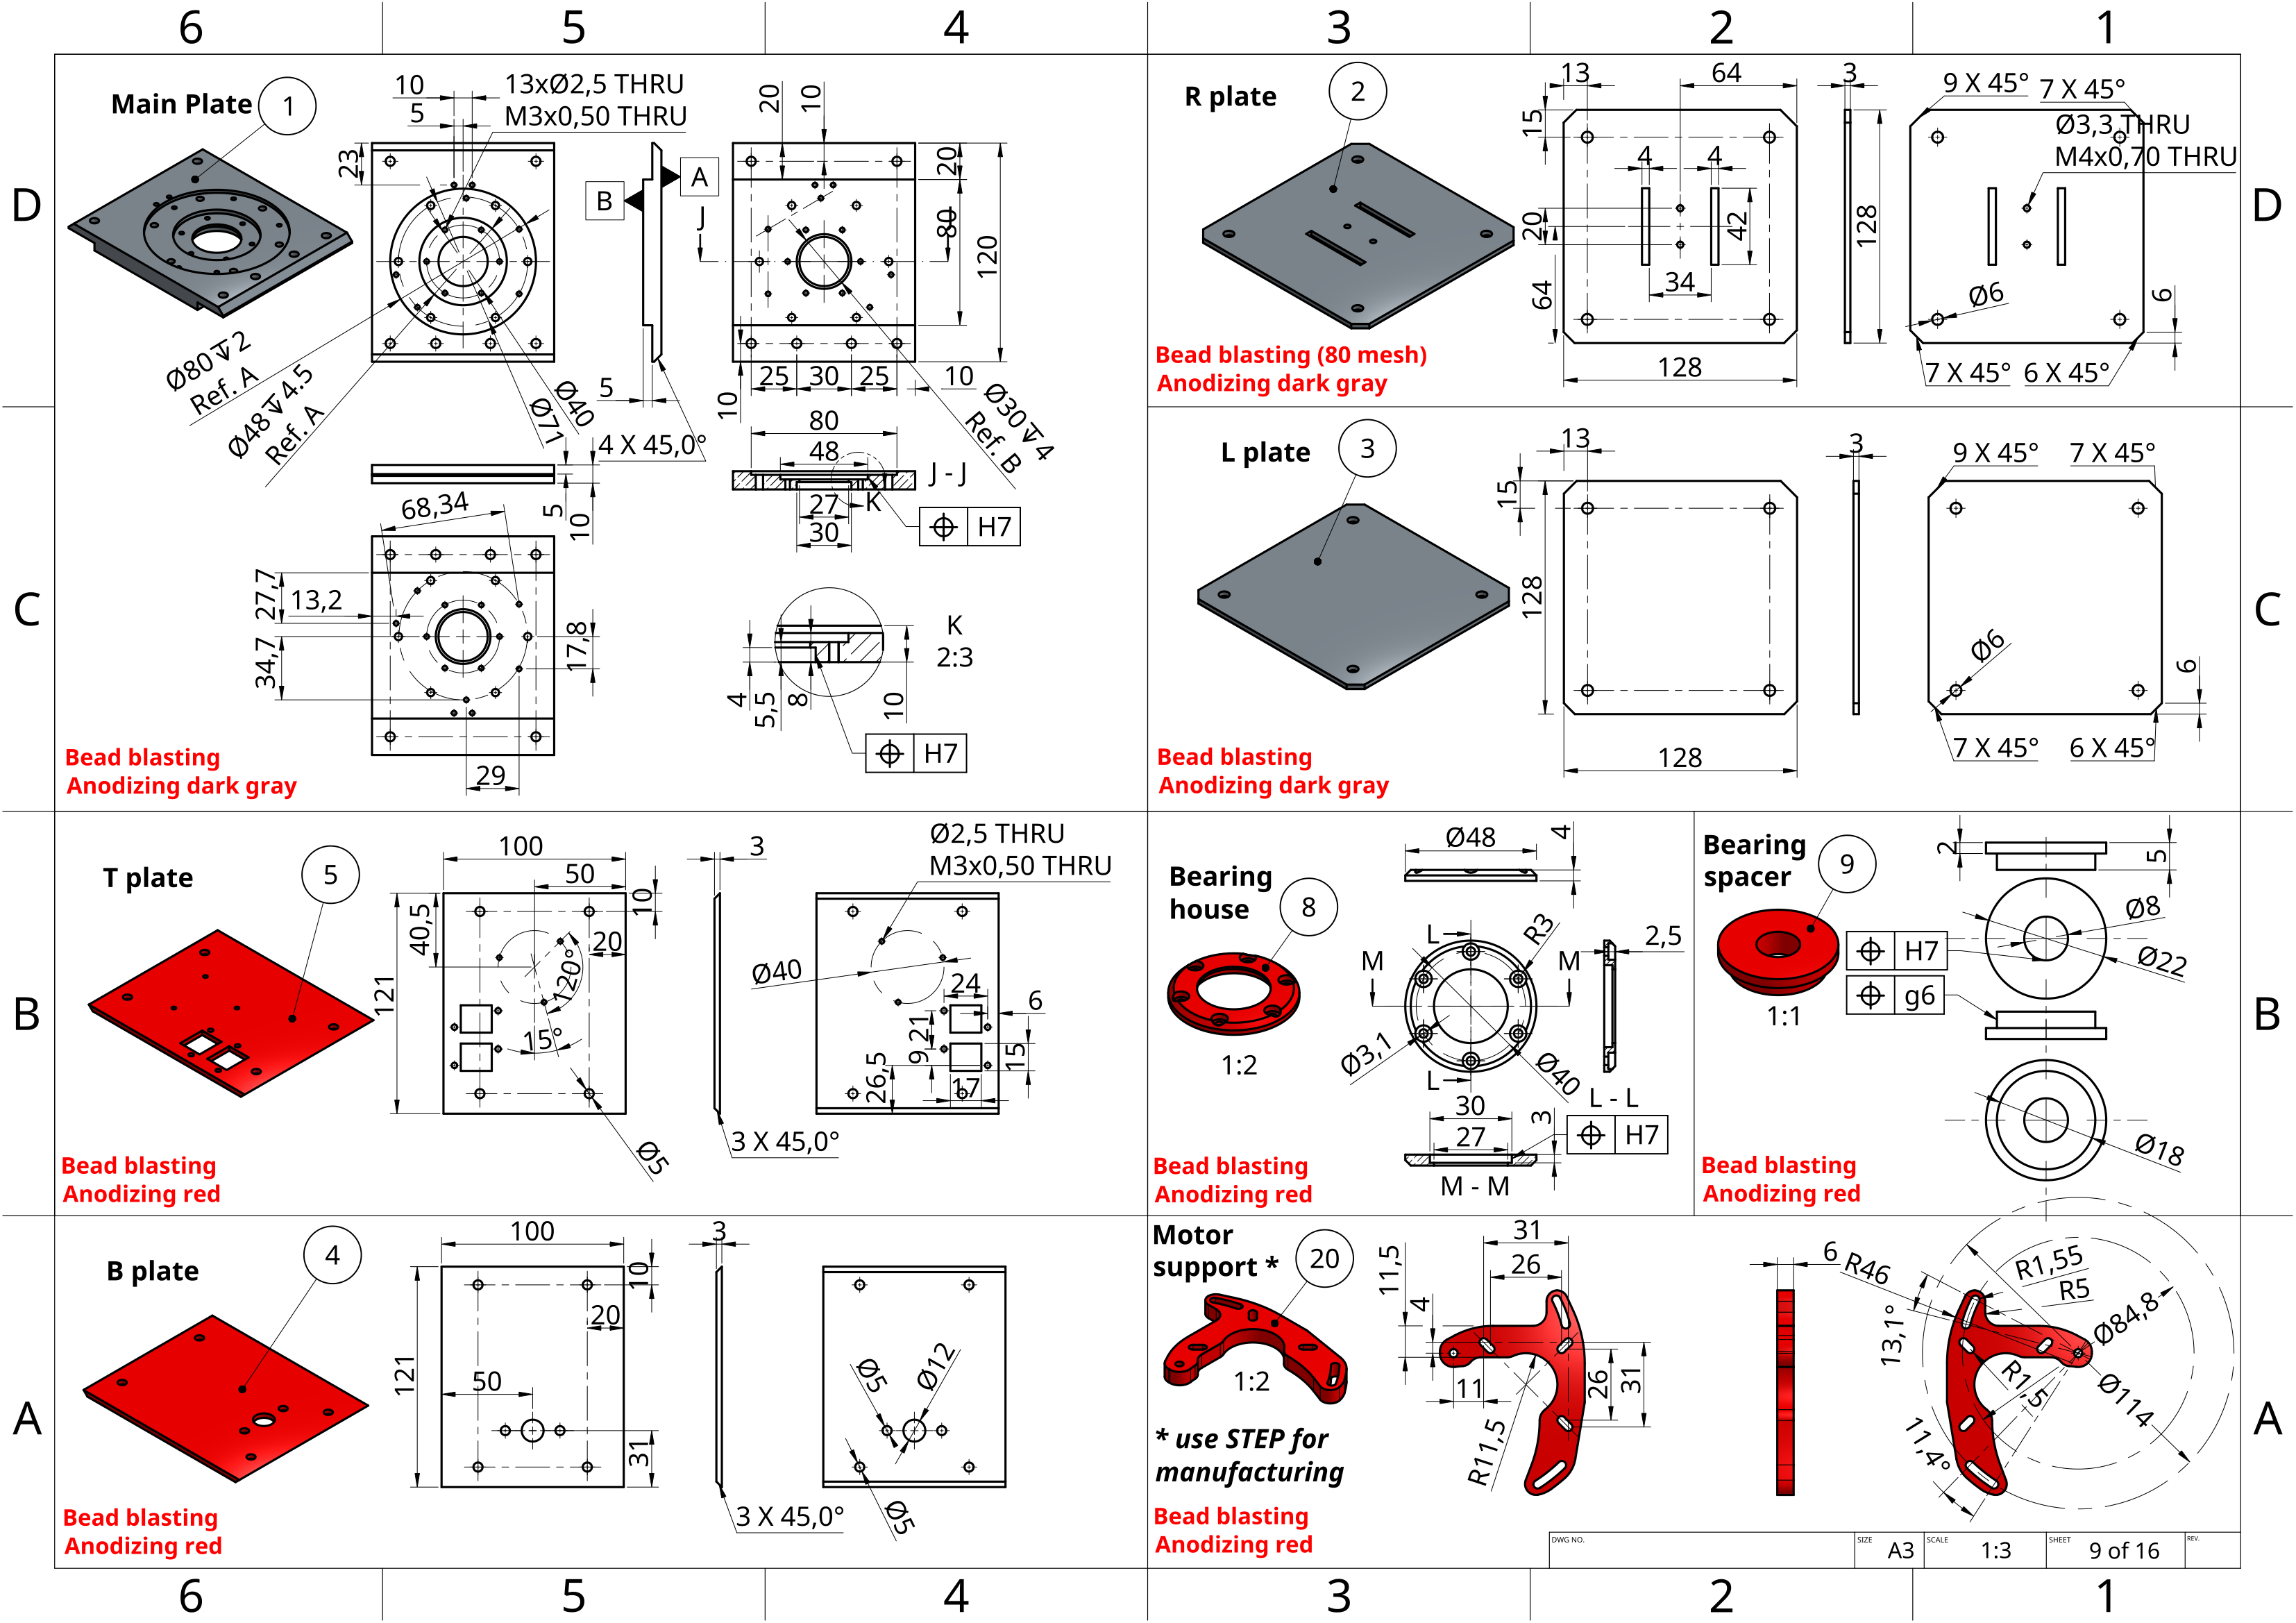 6 5 4 3 2 1
D
C
B
A
D
C
B
A
Main Plate
1
10
5
13xØ2,5 THRU
M3x0,50 THRU
23
B
A
Ø80↧2
Ref. A
Ø48↧4.5
Ref. A
Ø40
Ø71
5
4 X 45,0°
20
10
J
20
80
120
10
25
30
25
10
Ø30↧4
Ref. B
5
10
80
48
J - J
K
27
30
H7
68,34
27,7
13,2
34,7
17,8
29
K
2:3
4
5,5
8
10
H7
Bead blasting
Anodizing dark gray
R plate
2
13
64
3
15
4
4
20
42
34
64
128
128
9 X 45°
7 X 45°
Ø3,3 THRU
M4x0,70 THRU
Ø6
6
7 X 45°
6 X 45°
Bead blasting (80 mesh)
Anodizing dark gray
L plate
3
13
15
128
128
3
9 X 45°
7 X 45°
Ø6
6
7 X 45°
6 X 45°
Bead blasting
Anodizing dark gray
T plate
5
100
50
10
40,5
20
121
120°
15°
Ø5
3
3 X 45,0°
Ø2,5 THRU
M3x0,50 THRU
Ø40
24
6
21
9
26,5
15
17
Bead blasting
Anodizing red
Bearing
house
8
1:2
Ø48
4
L
R3
2,5
M
M
Ø3,1
Ø40
L
L - L
30
27
3
H7
M - M
Bead blasting
Anodizing red
Bearing
spacer
9
1:1
2
5
Ø8
H7
Ø22
g6
Ø18
Bead blasting
Anodizing red
B plate
4
100
10
20
121
50
31
3
3 X 45,0°
Ø5
Ø12
Ø5
Bead blasting
Anodizing red
Motor
support *
20
1:2
* use STEP for
manufacturing
Bead blasting
Anodizing red
31
26
11,5
4
11
26
31
R11,5
6
R46
R1,55
R5
Ø84,8
13,1°
R1,5
Ø114
11,4°
DWG NO.
SIZE
A3
SCALE
1:3
SHEET
9 of 16
REV.
6 5 4 3 2 1